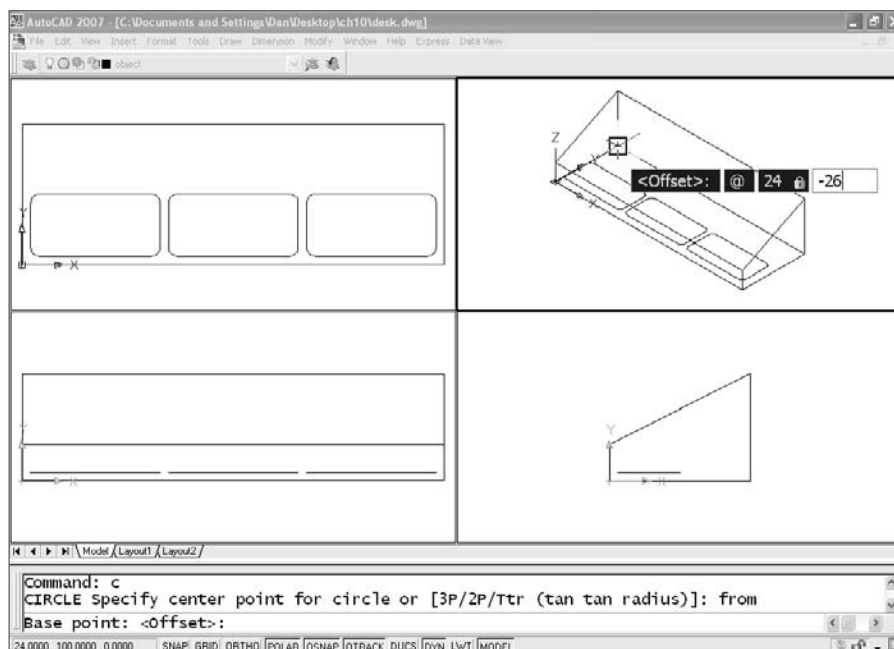 AutoCAD 2007 - [C:\Documents and Settings\Dan\Desktop\ch10\desk.dwg]
File Edit View Insert Format Tools Draw Dimension Modify Window Help Express Data View
object
Z
Y
X
<Offset>: @ 24 -26
Y
X
Y
X
Y
X
Model Layout1 Layout2
Command: c
CIRCLE Specify center point for circle or [3P/2P/Ttr (tan tan radius)]: from
Base point: <Offset>:
24.0000, 100.0000, 0.0000 SNAP GRID ORTHO POLAR OSNAP OTRACK DUCS DYN LWT MODEL